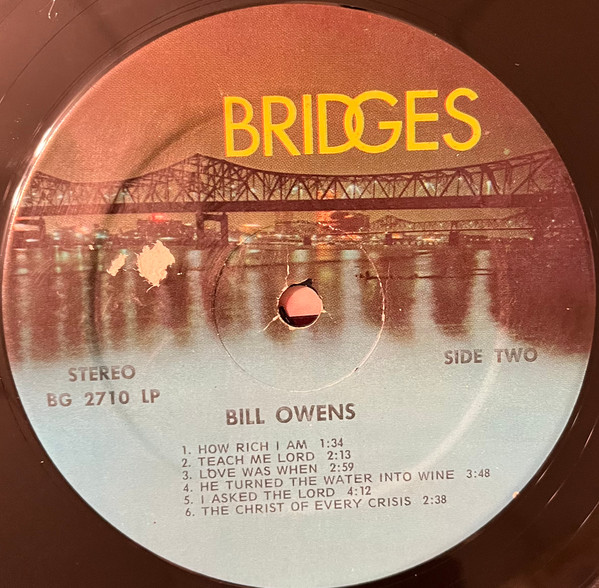 BRIDGES
STEREO
BG 2710 LP
SIDE TWO
BILL OWENS
1. HOW RICH I AM 1:34
2. TEACH ME LORD 2:13
3. LOVE WAS WHEN 2:59
4. HE TURNED THE WATER INTO WINE 3:48
5. I ASKED THE LORD 4:12
6. THE CHRIST OF EVERY CRISIS 2:38